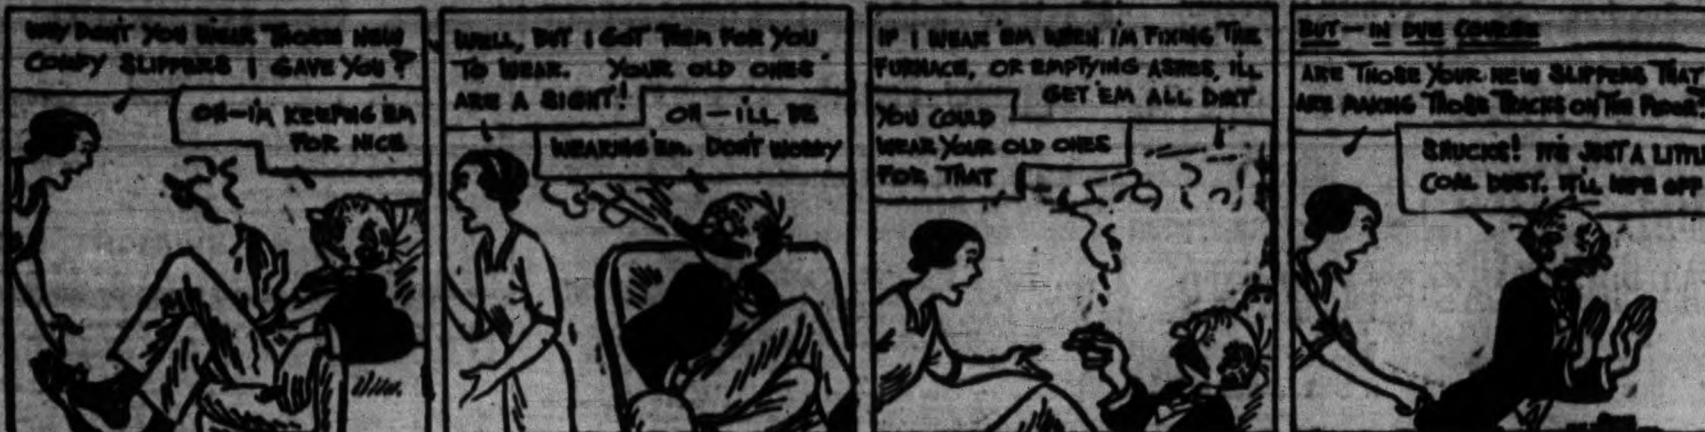 WHY DON'T YOU WEAR THOSE NEW
COMFY SLIPPERS I GAVE YOU?
OH—I'M KEEPING EM
FOR NICE
WELL, BUT I GOT THEM FOR YOU
TO WEAR. YOUR OLD ONES
ARE A SIGHT!
OH—I'LL BE
WEARING 'EM. DON'T WORRY
IF I WEAR 'EM WHEN I'M FIXING THE
FURNACE, OR EMPTYING ASHES, I'LL
GET 'EM ALL DIRT
YOU COULD
WEAR YOUR OLD ONES
FOR THAT
BUT—IN DUE COURSE
ARE THOSE YOUR NEW SLIPPERS THAT
ARE MAKING THOSE TRACKS ON THE
SHUCKS! IT'S JUST A LITTLE
COAL DUST. IT'LL WIPE OFF